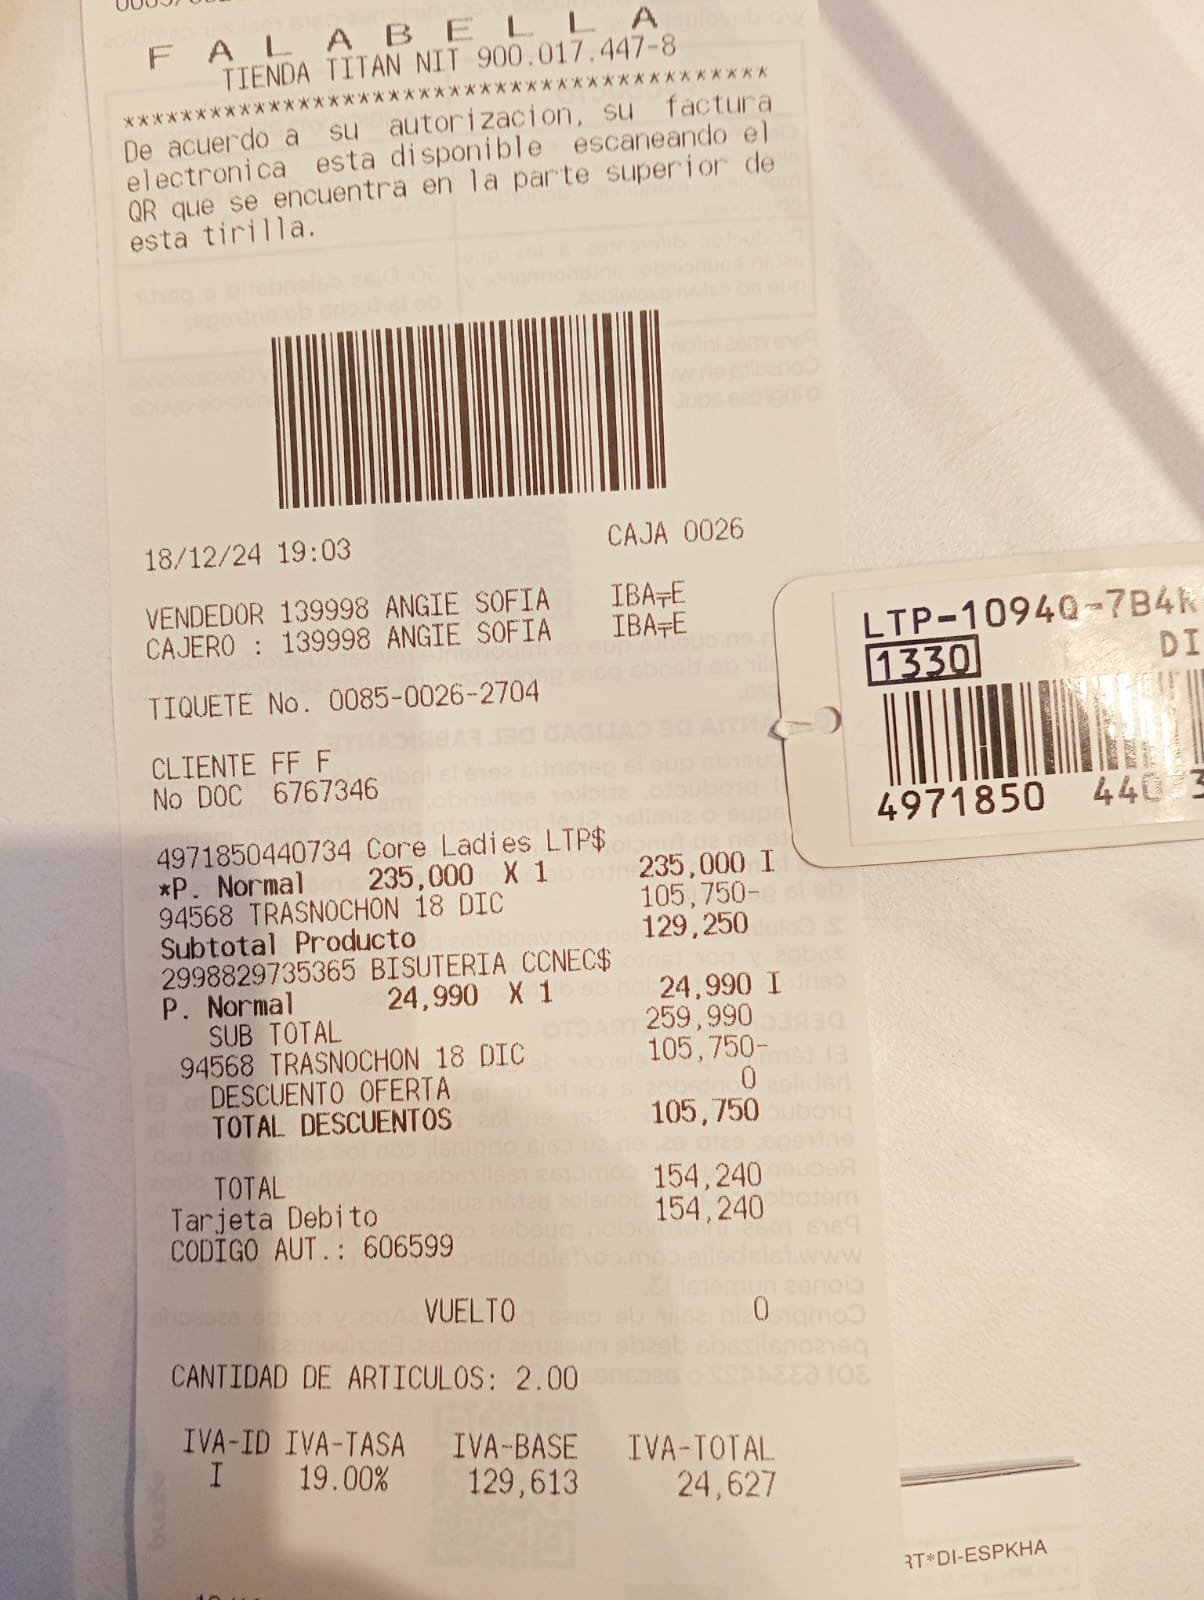 F A L A B E L L A
TIENDA TITAN NIT 900.017.447-8
*********************************************
De acuerdo a su autorizacion, su factura
electronica esta disponible escaneando el
QR que se encuentra en la parte superior de
esta tirilla.
18/12/24 19:03 CAJA 0026
VENDEDOR 139998 ANGIE SOFIA IBA╤E
CAJERO : 139998 ANGIE SOFIA IBA╤E
TIQUETE No. 0085-0026-2704
CLIENTE FF F
No DOC 6767346
4971850440734 Core Ladies LTP$
*P. Normal 235,000 X 1 235,000 I
94568 TRASNOCHON 18 DIC 105,750-
Subtotal Producto 129,250
2998829735365 BISUTERIA CCNEC$
P. Normal 24,990 X 1 24,990 I
SUB TOTAL 259,990
94568 TRASNOCHON 18 DIC 105,750-
DESCUENTO OFERTA 0
TOTAL DESCUENTOS 105,750
TOTAL 154,240
Tarjeta Debito 154,240
CODIGO AUT.: 606599
VUELTO 0
CANTIDAD DE ARTICULOS: 2.00
IVA-ID IVA-TASA IVA-BASE IVA-TOTAL
I 19.00% 129,613 24,627
LTP-1094Q-7B4R
1330 DI
4971850 44073
RT*DI-ESPKHA